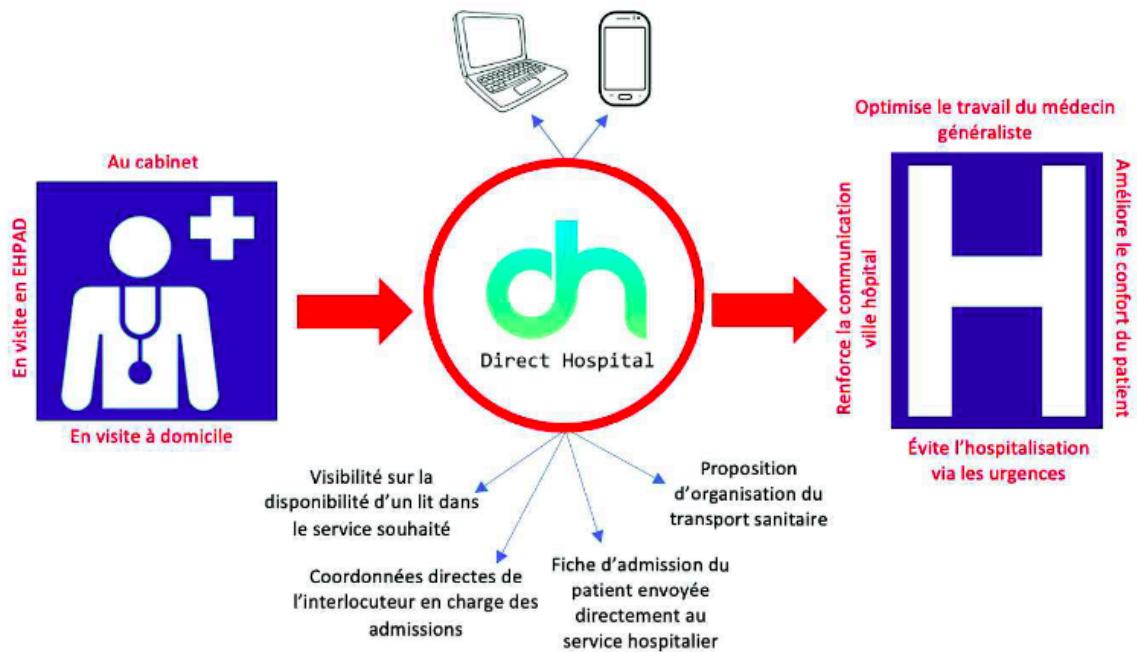 Au cabinet
En visite en EHPAD
En visite à domicile
dh
Direct Hospital
Visibilité sur la
disponibilité d'un lit dans
le service souhaité
Coordonnées directes de
l'interlocuteur en charge des
admissions
Fiche d'admission du
patient envoyée
directement au
service hospitalier
Proposition
d'organisation du
transport sanitaire
Optimise le travail du médecin
généraliste
Renforce la communication
ville hôpital
H
Améliore le confort du patient
Évite l'hospitalisation
via les urgences